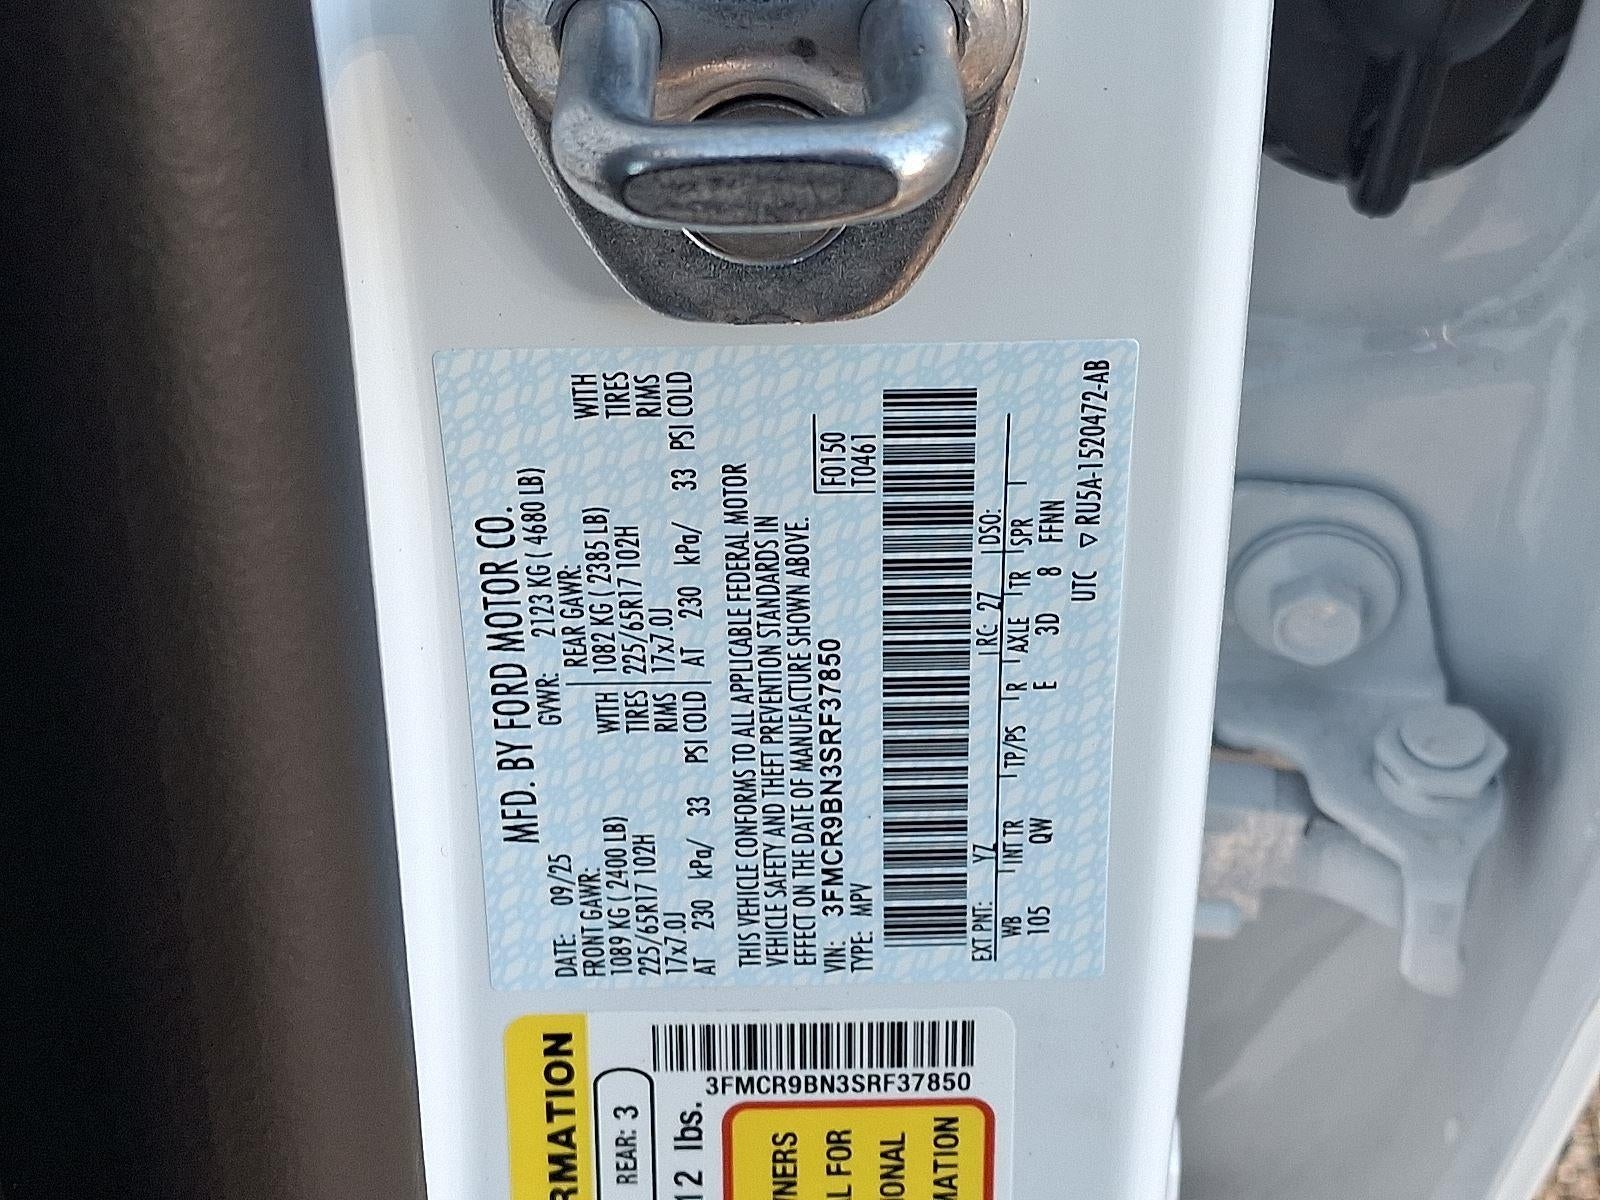 MFD. BY FORD MOTOR CO.
DATE: 09/25 GVWR: 2123 KG ( 4680 LB)
FRONT GAWR: REAR GAWR:
1089 KG ( 2400 LB) WITH 1082 KG ( 2385 LB) WITH
225/65R17 102H TIRES 225/65R17 102H TIRES
17x7.0J RIMS 17x7.0J RIMS
AT 230 kPa/ 33 PSI COLD AT 230 kPa/ 33 PSI COLD
THIS VEHICLE CONFORMS TO ALL APPLICABLE FEDERAL MOTOR
VEHICLE SAFETY AND THEFT PREVENTION STANDARDS IN
EFFECT ON THE DATE OF MANUFACTURE SHOWN ABOVE.
VIN: 3FMCR9BN3SRF37850 F0150
TYPE: MPV T0461
EXT PNT: YZ RC: 27 DSO:
WB INT TR TP/PS R AXLE TR SPR
105 QW E 3D 8 FFNN
UTC ▽ RU5A-1520472-AB
RMATION
REAR: 3
12 lbs.
3FMCR9BN3SRF37850
NERS
L FOR
ONAL
MATION